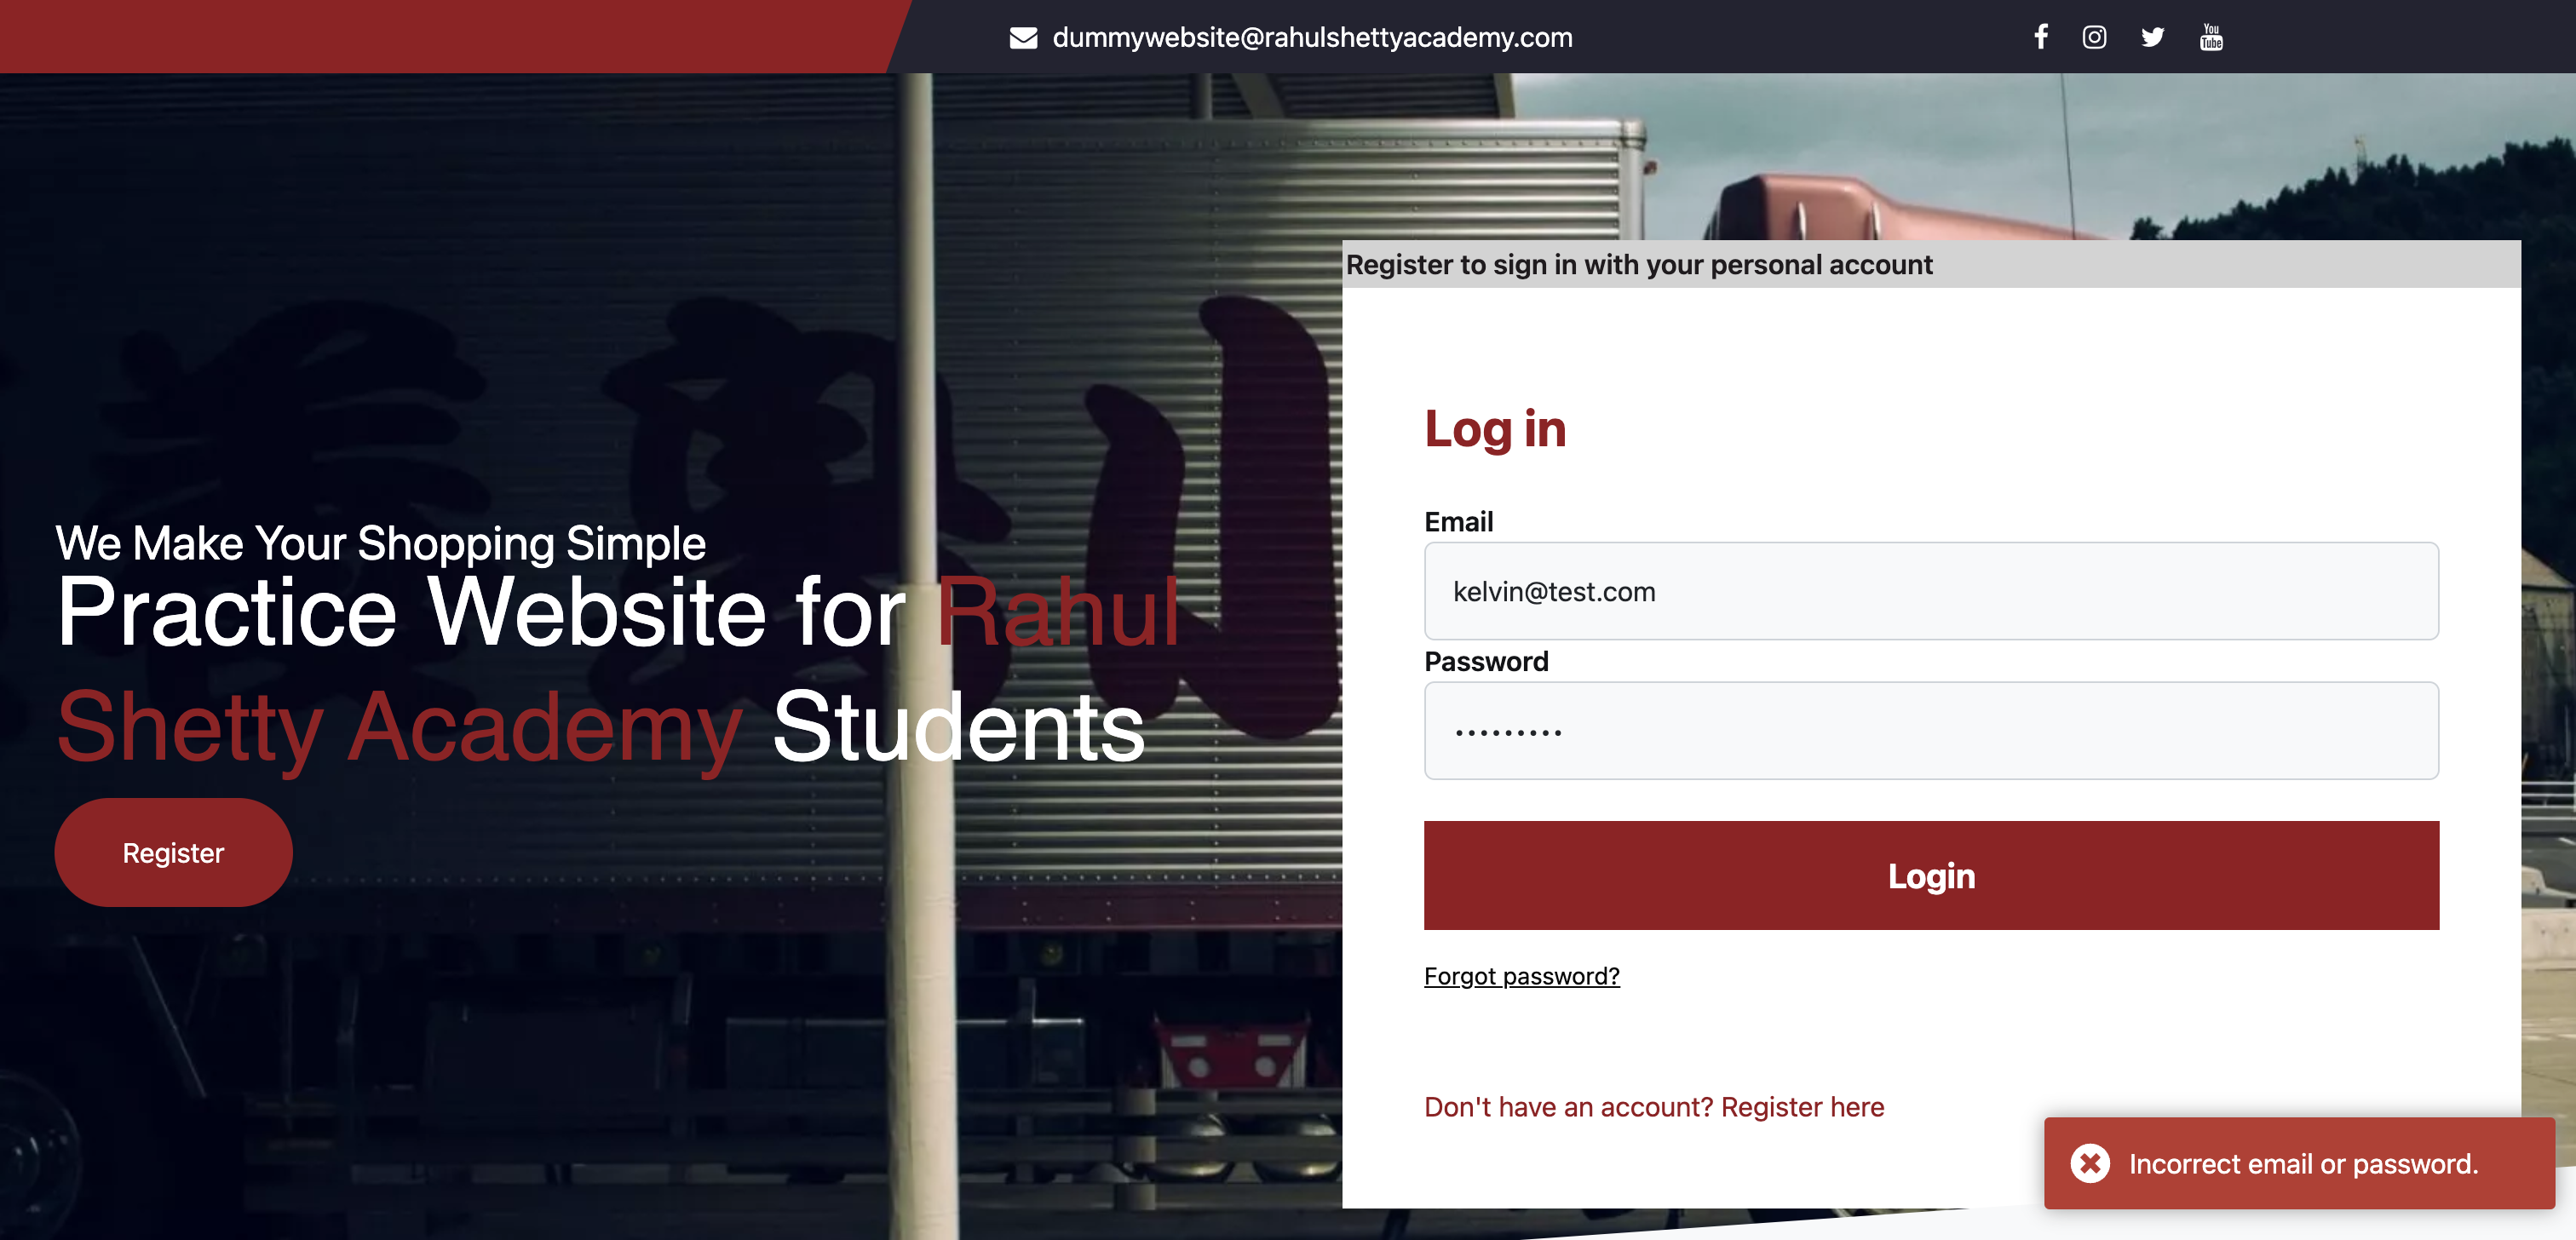 dummywebsite@rahulshettyacademy.com
You
Tube
We Make Your Shopping Simple
Practice Website for Rahul
Shetty Academy Students
Register
Register to sign in with your personal account
Log in
Email
kelvin@test.com
Password
•••••••••
Login
Forgot password?
Don't have an account? Register here
Incorrect email or password.